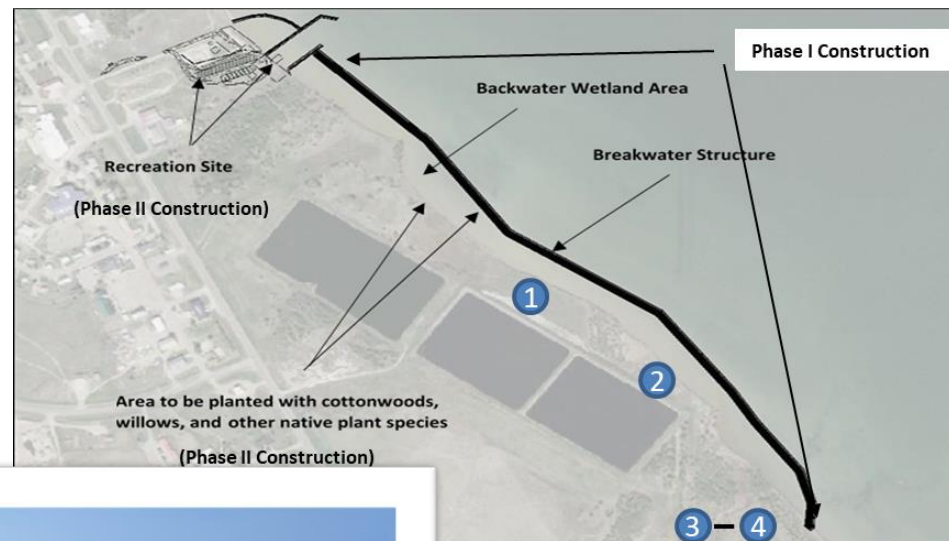 Phase I Construction
Backwater Wetland Area
Breakwater Structure
Recreation Site
(Phase II Construction)
1
2
Area to be planted with cottonwoods,
willows, and other native plant species
(Phase II Construction)
3 – 4